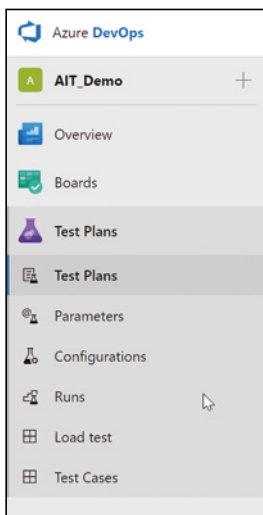 Azure DevOps
A AIT_Demo
Overview
Boards
Test Plans
Test Plans
Parameters
Configurations
Runs
Load test
Test Cases